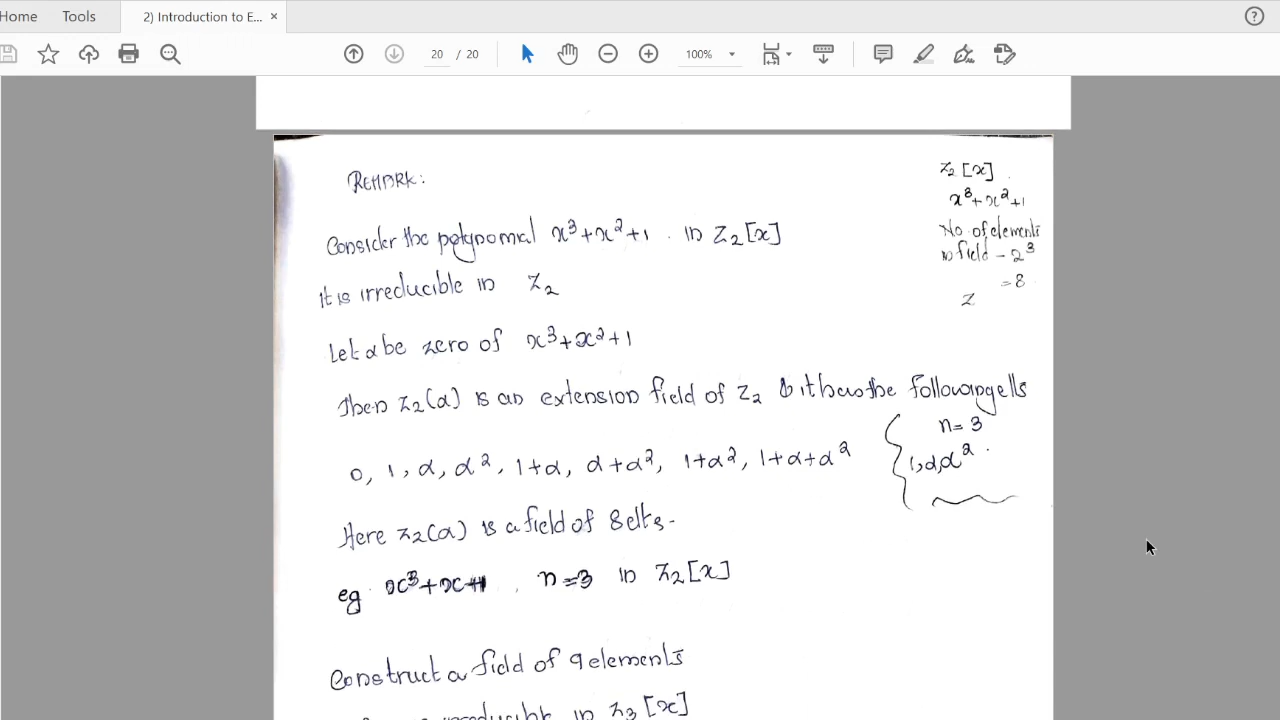 Home Tools 2) Introduction to E... ×
20 / 20 100%
REMARK:
Consider the polynomial x³+x²+1 . in Z₂[x]
it is irreducible in Z₂
Let α be zero of x³+x²+1
Then Z₂(α) is an extension field of Z₂ & it has the following elts
0, 1, α, α², 1+α, α+α², 1+α², 1+α+α²
Here Z₂(α) is a field of 8 elts.
eg x³+x+1 , n=3 in Z₂[x]
Construct a field of 9 elements
in Z₃[x]
Z₂[x]
x³+x²+1
No. of elements
in field - 2³
= 8
Z
n= 3
1, α, α²